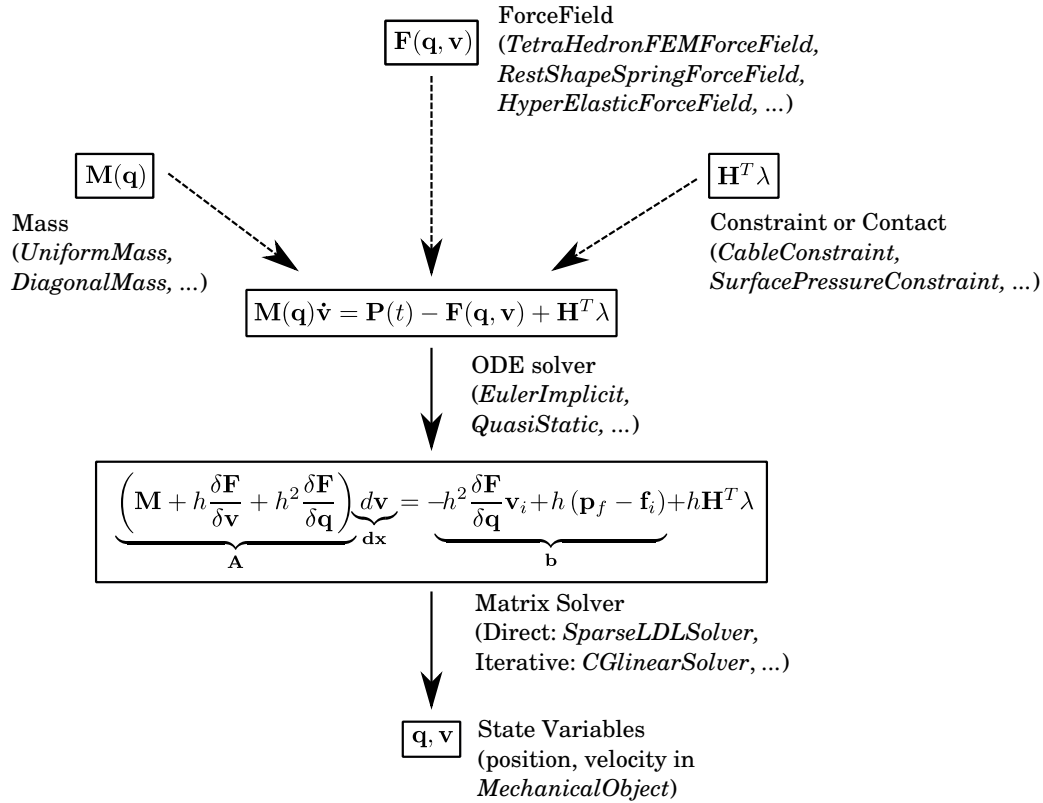 F(q, v)
ForceField
(TetraHedronFEMForceField,
RestShapeSpringForceField,
HyperElasticForceField, ...)
M(q)
Mass
(UniformMass,
DiagonalMass, ...)
H^T λ
Constraint or Contact
(CableConstraint,
SurfacePressureConstraint, ...)
M(q)v̇ = P(t) − F(q, v) + H^T λ
ODE solver
(EulerImplicit,
QuasiStatic, ...)
(M + h δF/δv + h² δF/δq) dv = −h² δF/δq v_i + h (p_f − f_i) + hH^T λ
A dx b
Matrix Solver
(Direct: SparseLDLSolver,
Iterative: CGlinearSolver, ...)
q, v
State Variables
(position, velocity in
MechanicalObject)